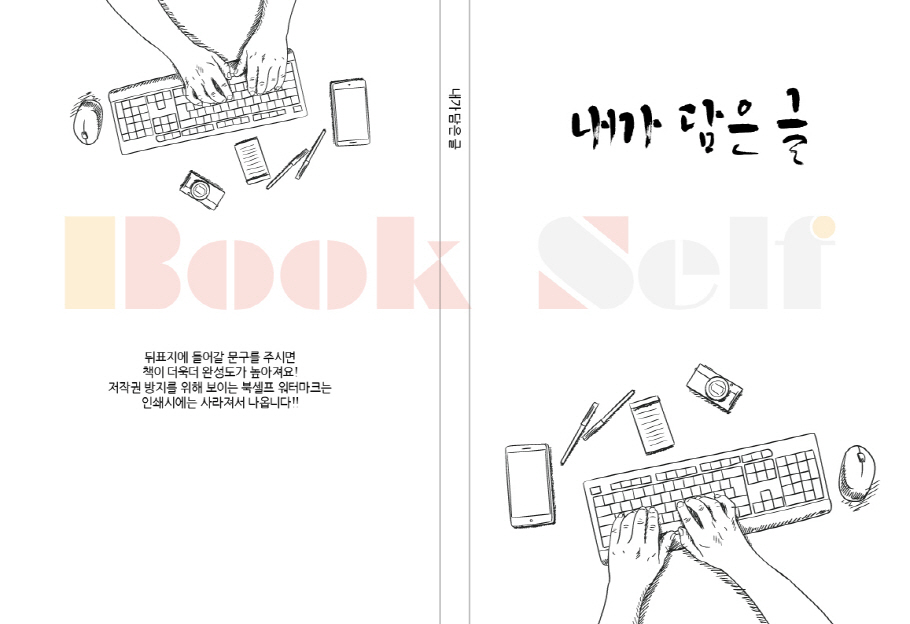 내가 담은 글
내가 담은 글
Book Self
뒤표지에 들어갈 문구를 주시면
책이 더욱더 완성도가 높아져요!
저작권 방지를 위해 보이는 북셀프 워터마크는
인쇄시에는 사라져서 나옵니다!!